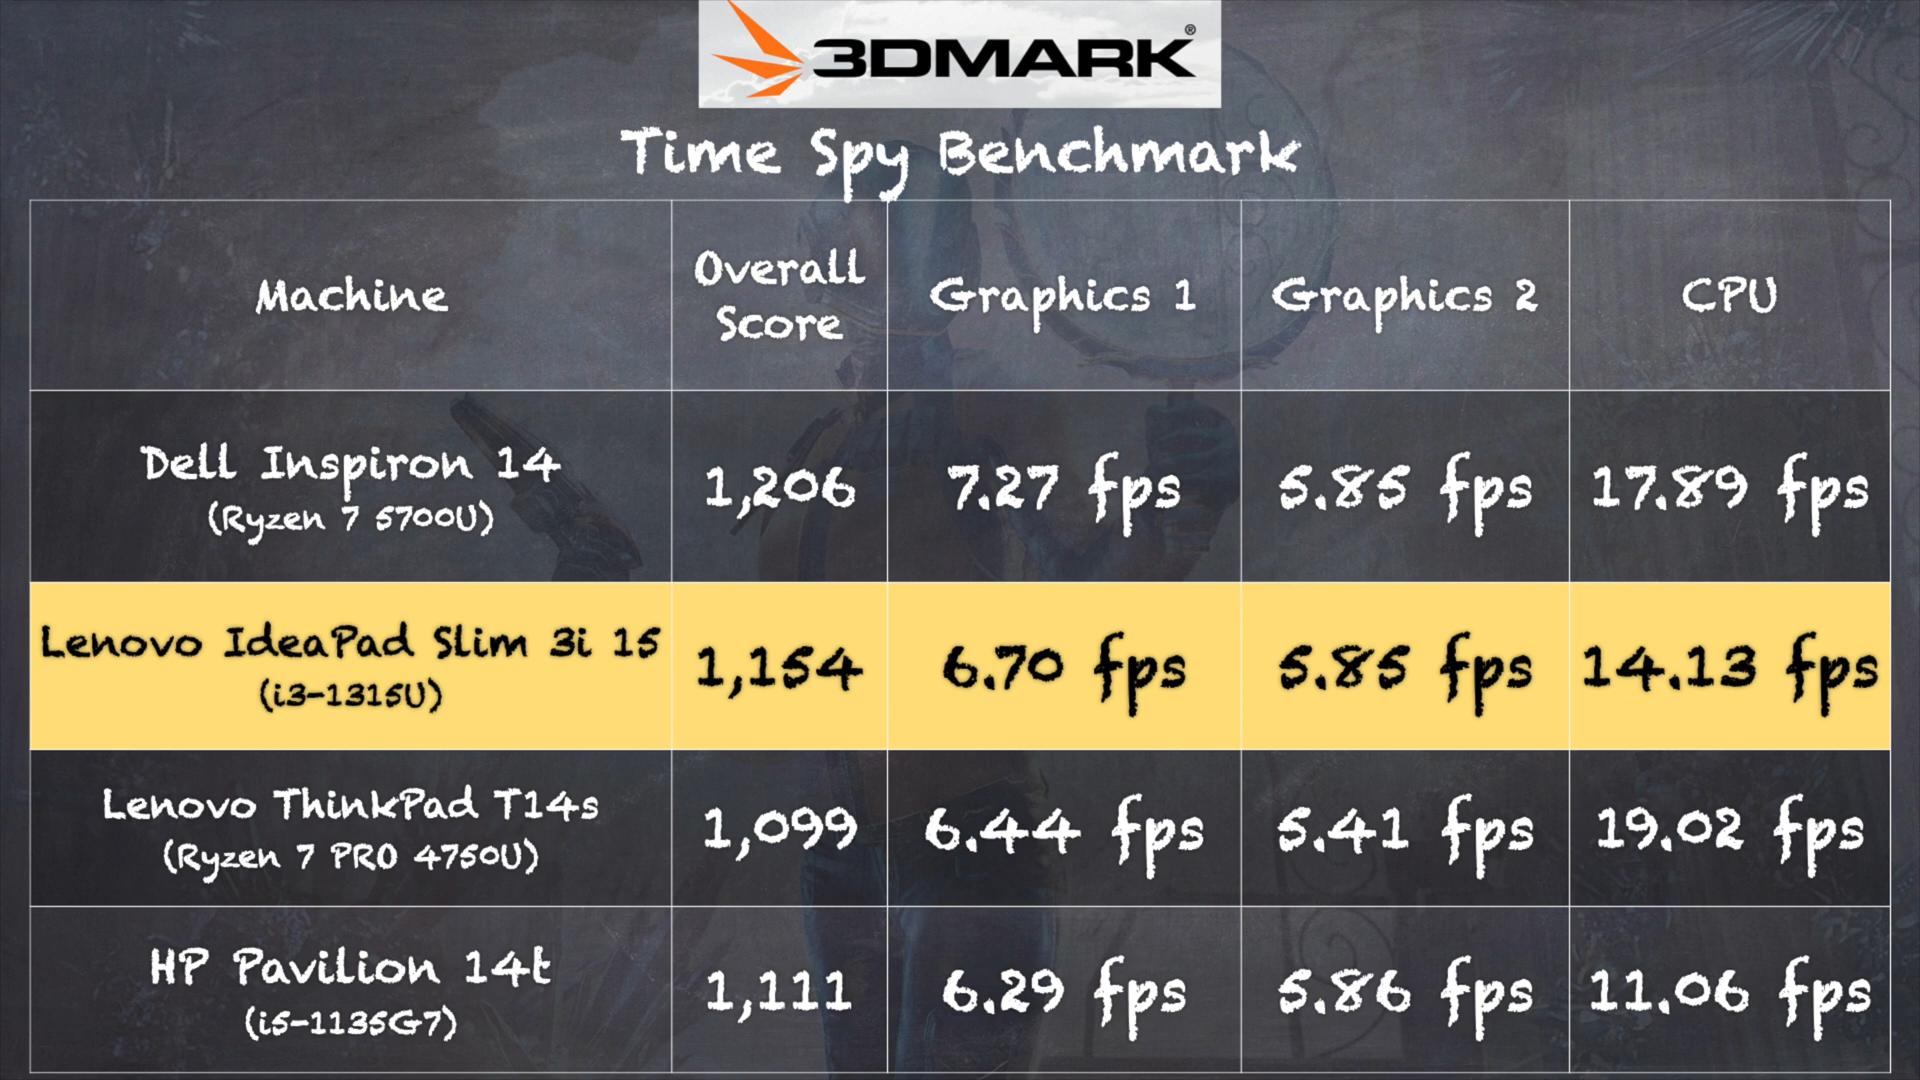 3DMARK®
Time Spy Benchmark
Machine
Overall
Score
Graphics 1
Graphics 2
CPU
Dell Inspiron 14
(Ryzen 7 5700U)
1,206
7.27 fps
5.85 fps
17.89 fps
Lenovo IdeaPad Slim 3i 15
(i3-1315U)
1,154
6.70 fps
5.85 fps
14.13 fps
Lenovo ThinkPad T14s
(Ryzen 7 PRO 4750U)
1,099
6.44 fps
5.41 fps
19.02 fps
HP Pavilion 14t
(i5-1135G7)
1,111
6.29 fps
5.86 fps
11.06 fps